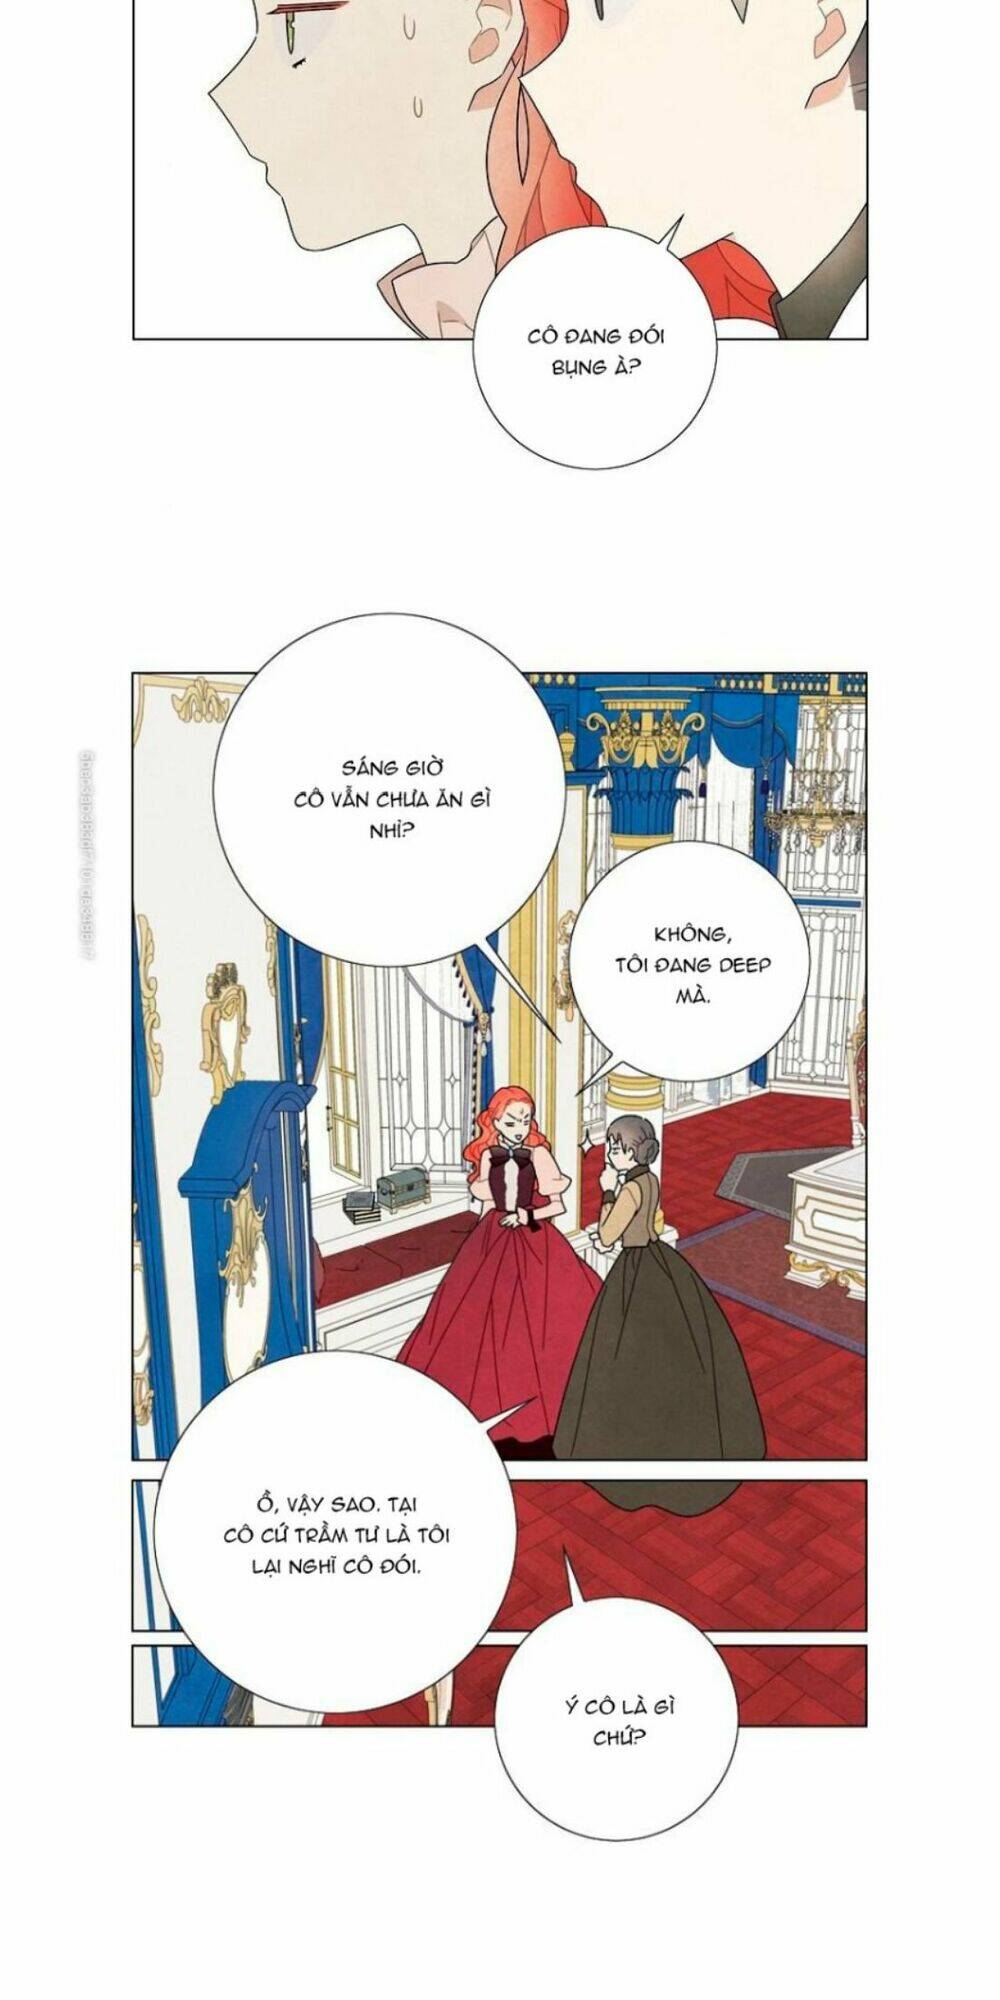 CÔ ĐANG ĐÓI
BỤNG À?
SÁNG GIỜ
CÔ VẪN CHƯA ĂN GÌ
NHỈ?
KHÔNG,
TÔI ĐANG DEEP
MÀ.
Ồ, VẬY SAO. TẠI
CÔ CỨ TRẦM TƯ LÀ TÔI
LẠI NGHĨ CÔ ĐÓI.
Ý CÔ LÀ GÌ
CHỨ?